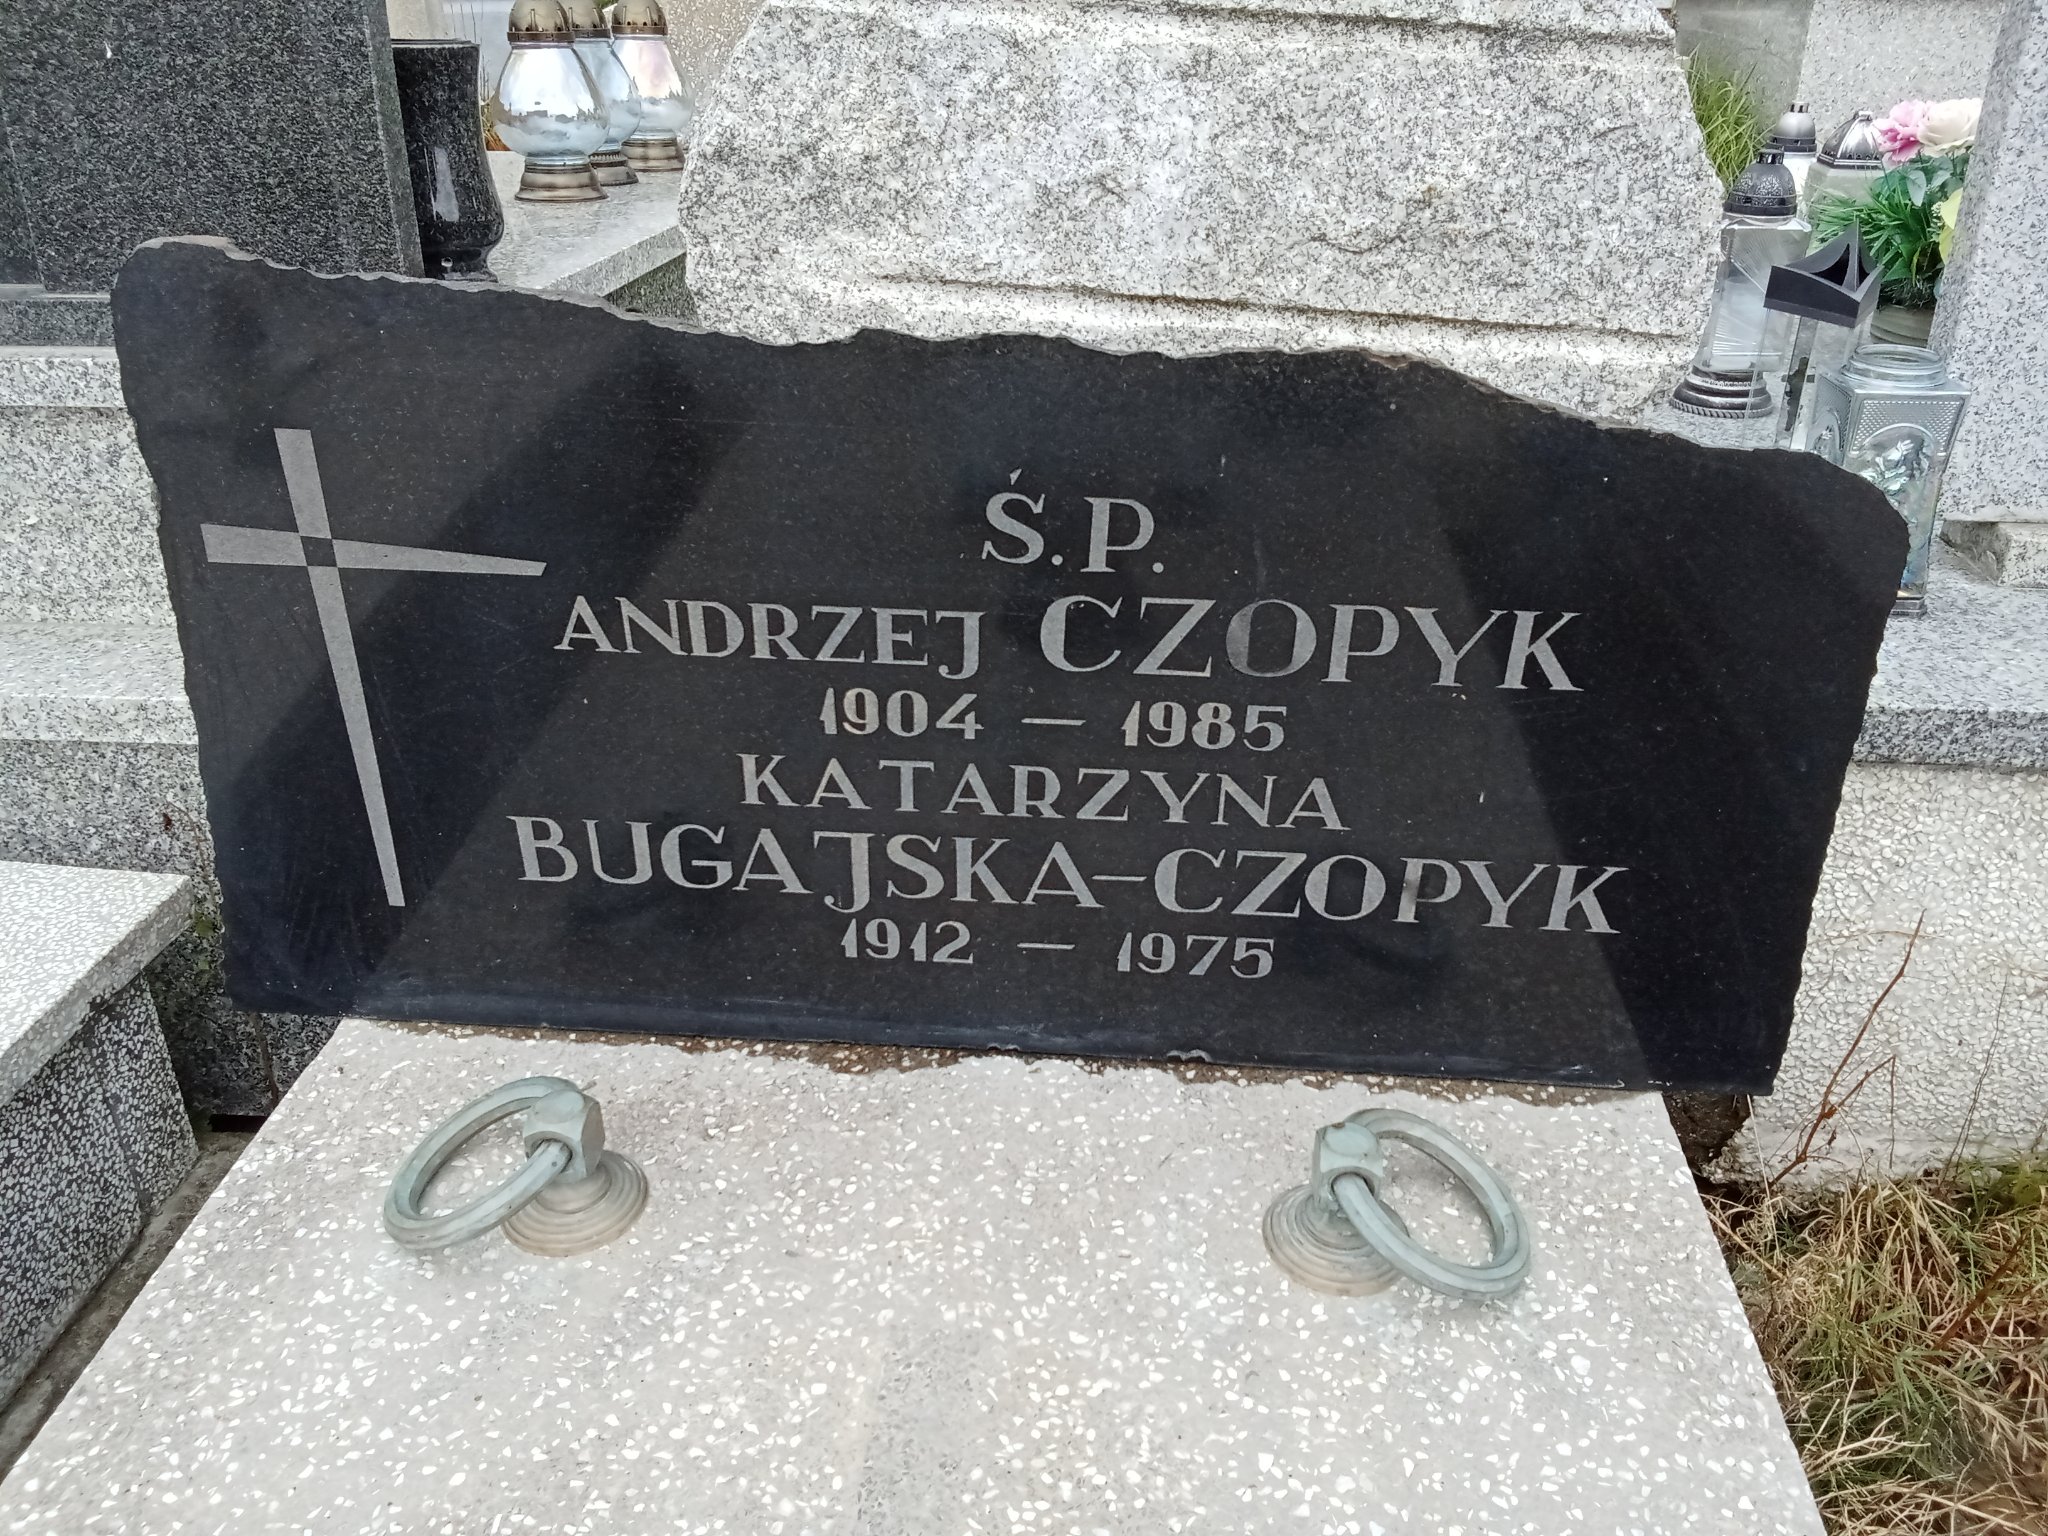 Ś.P.
ANDRZEJ CZOPYK
1904 – 1985
KATARZYNA
BUGAJSKA-CZOPYK
1912 – 1975